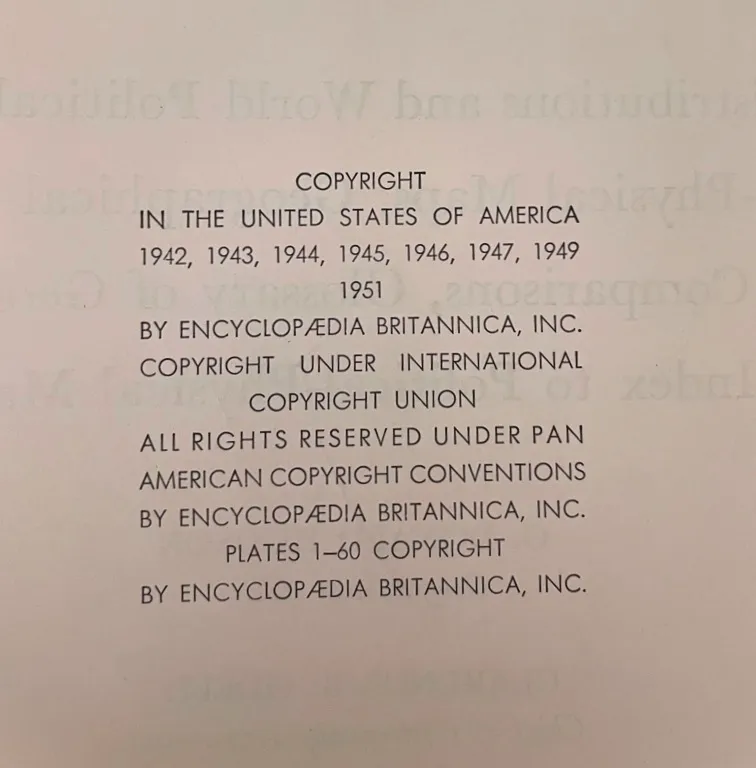 COPYRIGHT
IN THE UNITED STATES OF AMERICA
1942, 1943, 1944, 1945, 1946, 1947, 1949
1951
BY ENCYCLOPÆDIA BRITANNICA, INC.
COPYRIGHT UNDER INTERNATIONAL
COPYRIGHT UNION
ALL RIGHTS RESERVED UNDER PAN
AMERICAN COPYRIGHT CONVENTIONS
BY ENCYCLOPÆDIA BRITANNICA, INC.
PLATES 1–60 COPYRIGHT
BY ENCYCLOPÆDIA BRITANNICA, INC.